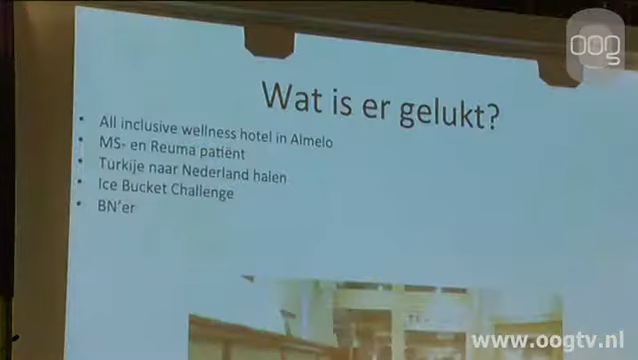 oog
Wat is er gelukt?
• All inclusive wellness hotel in Almelo
• MS- en Reuma patiënt
• Turkije naar Nederland halen
• Ice Bucket Challenge
• BN'er
www.oogtv.nl